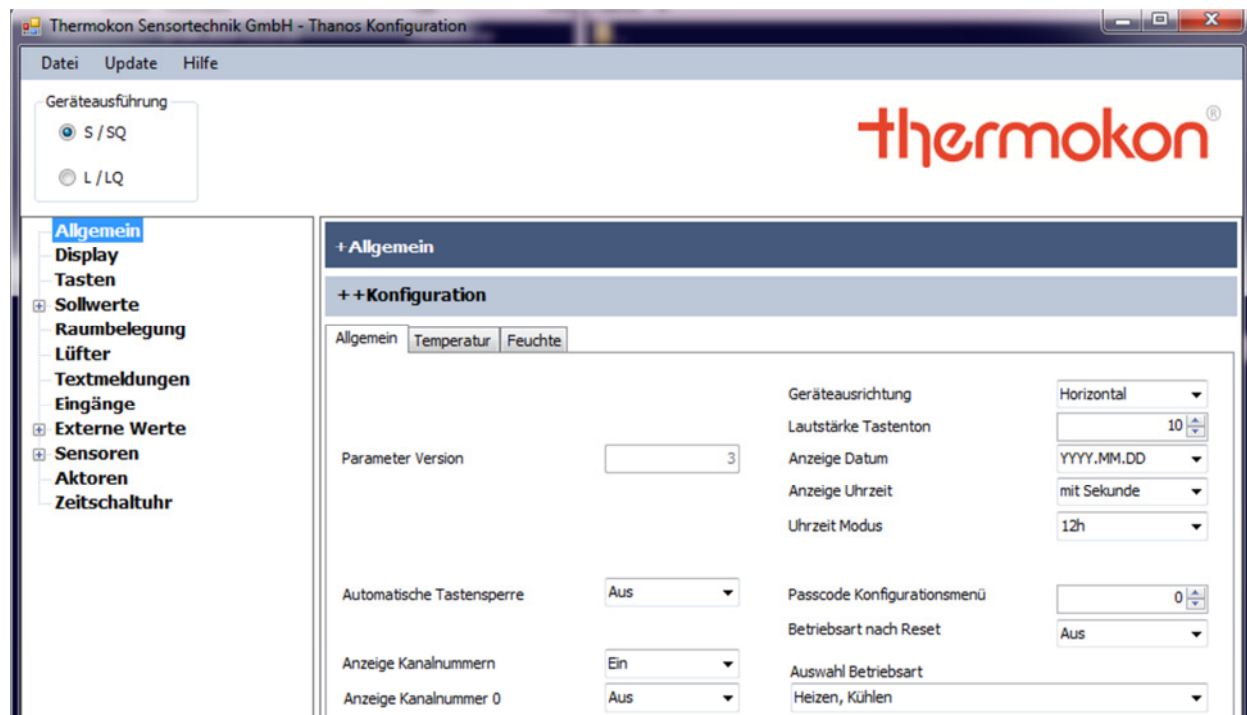 Thermokon Sensortechnik GmbH - Thanos Konfiguration
Datei Update Hilfe
Geräteausführung
S / SQ
L / LQ
thermokon®
Allgemein
Display
Tasten
Sollwerte
Raumbelegung
Lüfter
Textmeldungen
Eingänge
Externe Werte
Sensoren
Aktoren
Zeitschaltuhr
+Allgemein
++Konfiguration
Allgemein Temperatur Feuchte
Geräteausrichtung Horizontal
Lautstärke Tastenton 10
Parameter Version 3 Anzeige Datum YYYY.MM.DD
Anzeige Uhrzeit mit Sekunde
Uhrzeit Modus 12h
Automatische Tastensperre Aus Passcode Konfigurationsmenü 0
Betriebsart nach Reset Aus
Anzeige Kanalnummern Ein Auswahl Betriebsart
Anzeige Kanalnummer 0 Aus Heizen, Kühlen